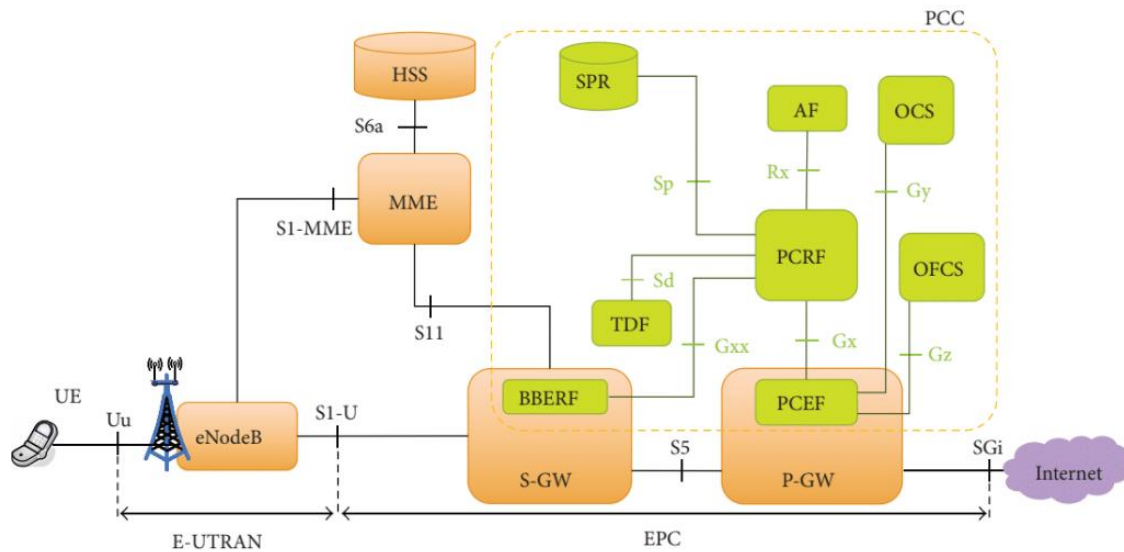 PCC
HSS
SPR
AF
OCS
S6a
Sp
Rx
Gy
MME
S1-MME
PCRF
OFCS
Sd
TDF
S11
Gxx
Gx
Gz
UE
Uu
eNodeB
S1-U
BBERF
PCEF
S5
SGi
S-GW
P-GW
Internet
E-UTRAN
EPC